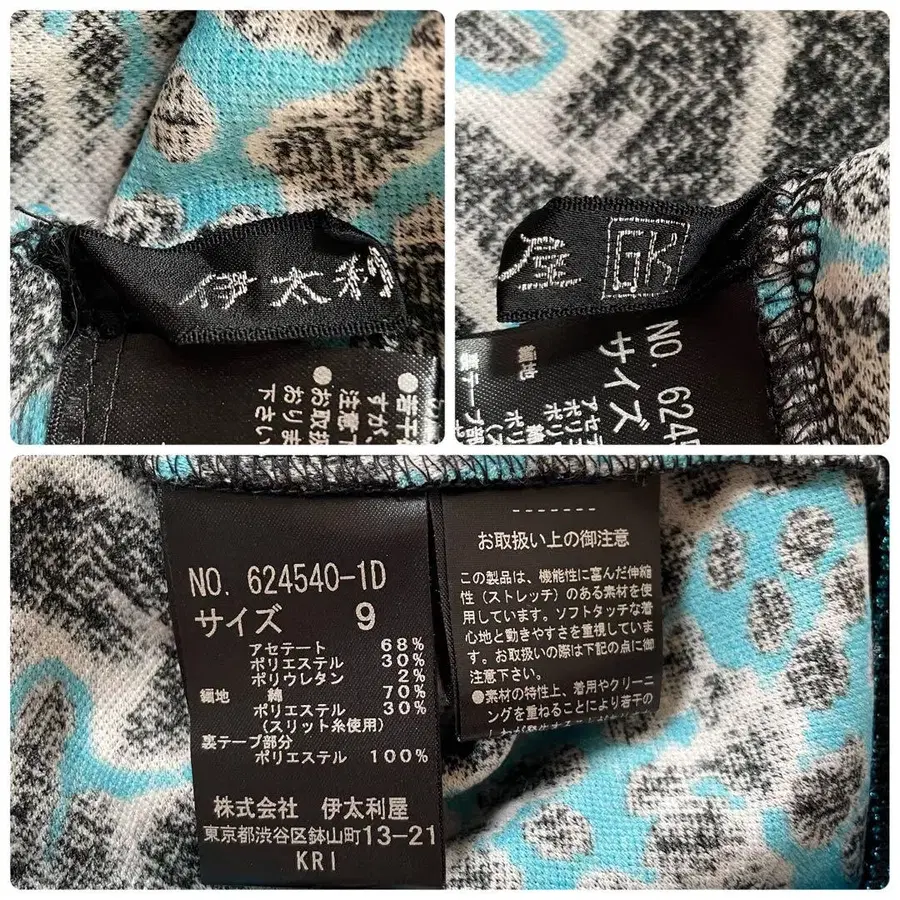 伊太利
屋 GK
●若干
すが、
注意下
●お取扱
おり ま
下さい
NO. 6245
サイズ
NO. 624540-1D
サイズ 9
アセテート 68%
ポリエステル 30%
ポリウレタン 2%
細地 綿 70%
ポリエステル 30%
(スリット糸使用)
裏テープ部分
ポリエステル 100%
株式会社 伊太利屋
東京都渋谷区鉢山町13-21
KRI
お取扱い上の御注意
この製品は、機能性に富んだ伸縮
性(ストレッチ)のある素材を使
用しています。ソフトタッチな着
心地と動きやすさを重視していま
す。お取扱いの際は下記の点に御
注意下さい。
●素材の特性上、着用やクリーニ
ングを重ねることにより若干の